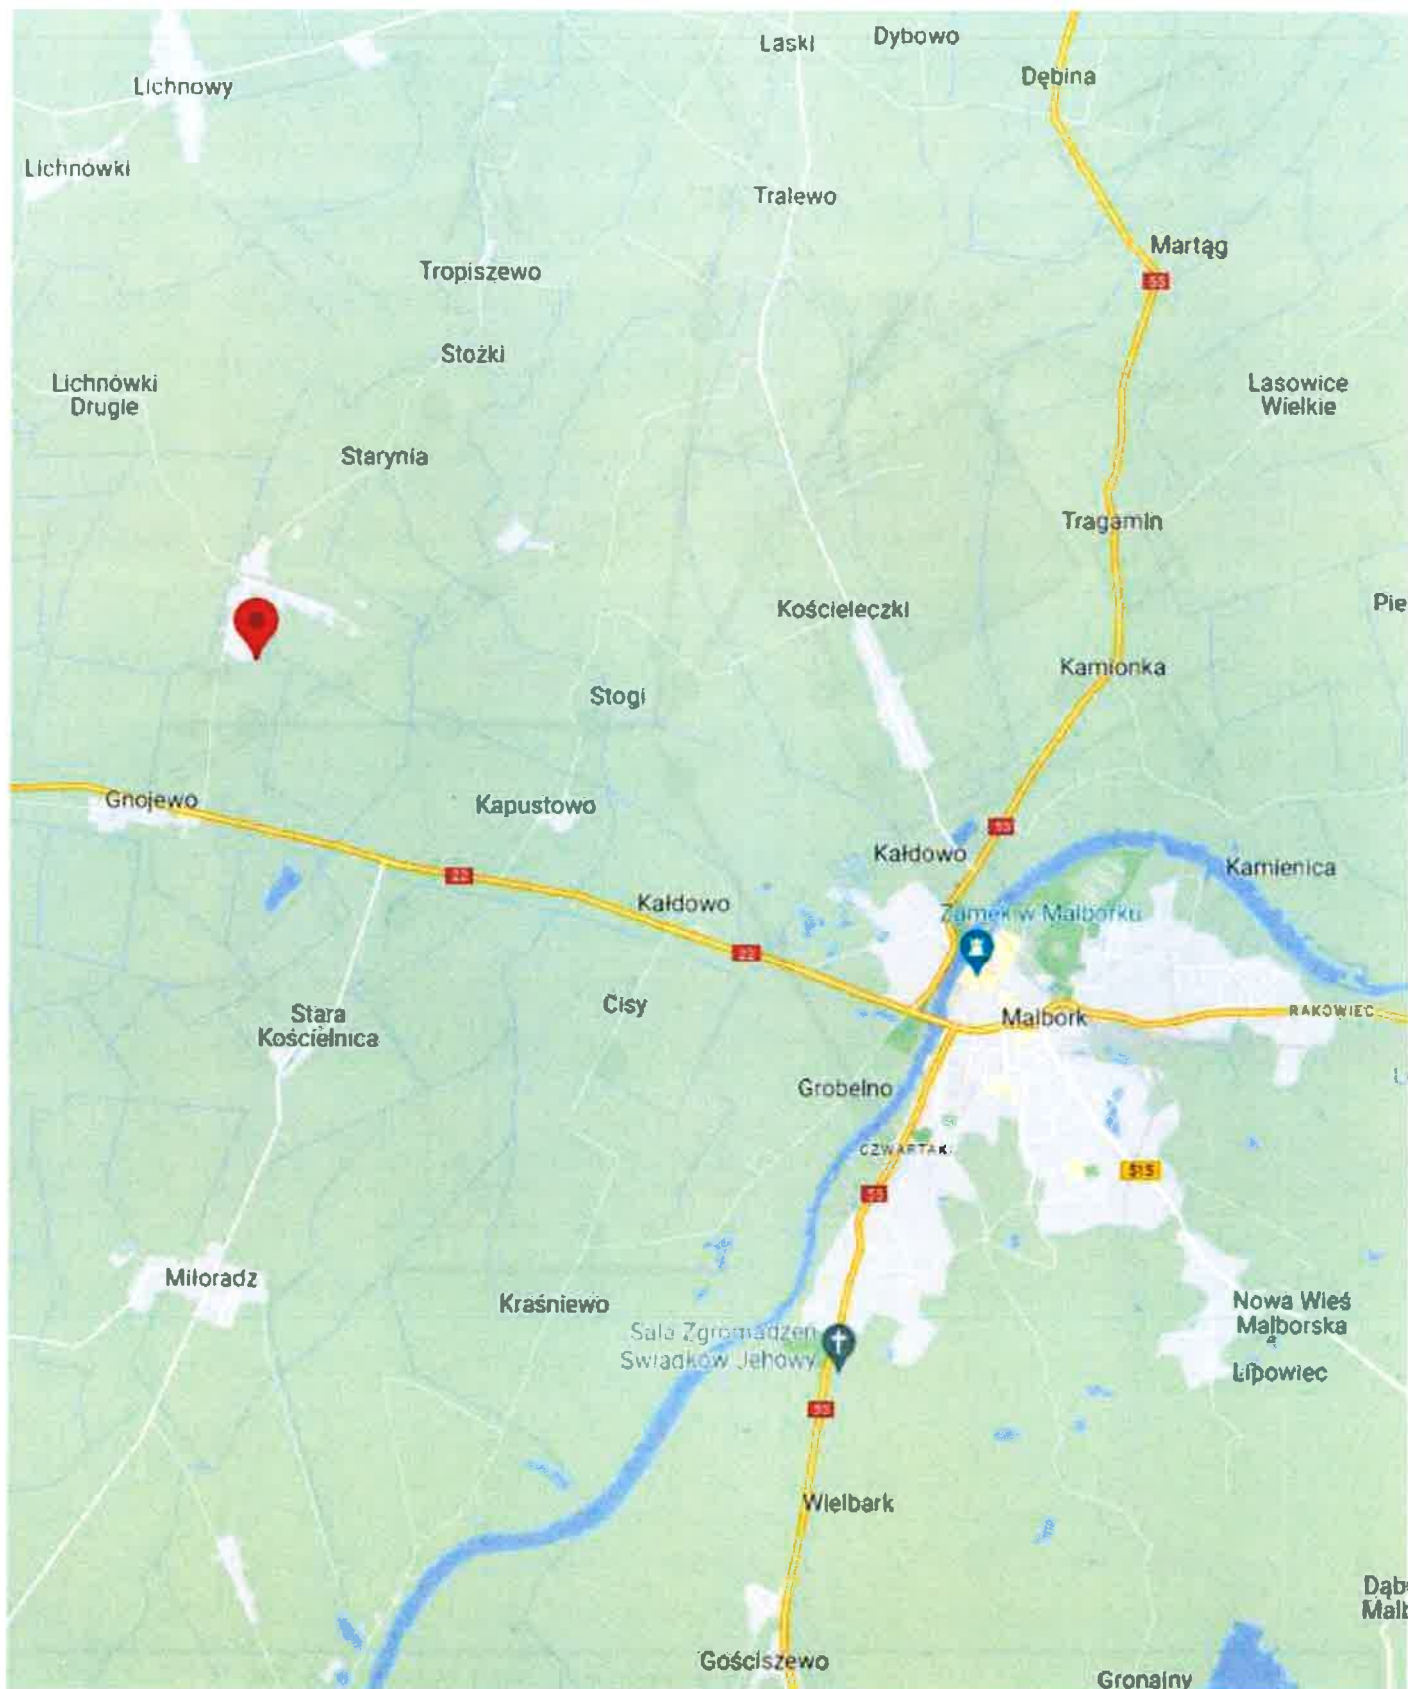 Laski
Dybowo
Dębina
Lichnowy
Lichnówki
Tralewo
Martąg
Tropiszewo
55
Stożki
Lichnówki
Drugie
Lasowice
Wielkie
Starynia
Tragamin
Kościeleczki
Pie
Kamionka
Stogi
Gnojewo
Kapustowo
55
Kałdowo
Kamienica
22
Kałdowo
Zamek w Malborku
22
Cisy
Stara
Kościelnica
Malbork
RAKOWIEC
Grobelno
CZWARTAK
515
55
Miłoradz
Kraśniewo
Nowa Wieś
Malborska
Sala Zgromadzeń
Świadków Jehowy
Lipowiec
55
Wielbark
Dąb
Malb
Gościszewo
Gronajny